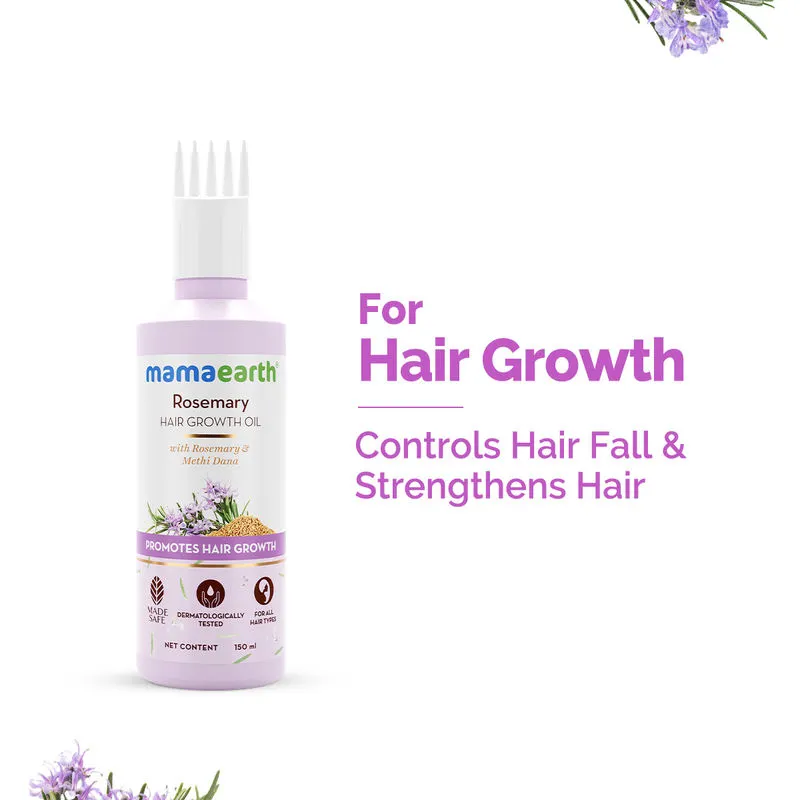 mamaearth®
Rosemary
HAIR GROWTH OIL
with Rosemary &
Methi Dana
PROMOTES HAIR GROWTH
MADE
SAFE
DERMATOLOGICALLY
TESTED
FOR ALL
HAIR TYPES
NET CONTENT 150 ml
For
Hair Growth
Controls Hair Fall &
Strengthens Hair